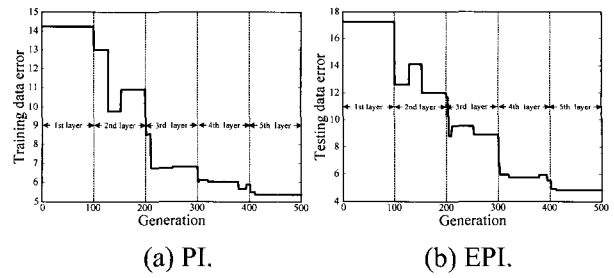 15
14
13
12
11
10
9
8
7
6
5
Training data error
1st layer
2nd layer
3rd layer
4th layer
5th layer
0
100
200
300
400
500
Generation
(a) PI.
18
16
14
12
10
8
6
4
Testing data error
1st layer
2nd layer
3rd layer
4th layer
5th layer
0
100
200
300
400
500
Generation
(b) EPI.